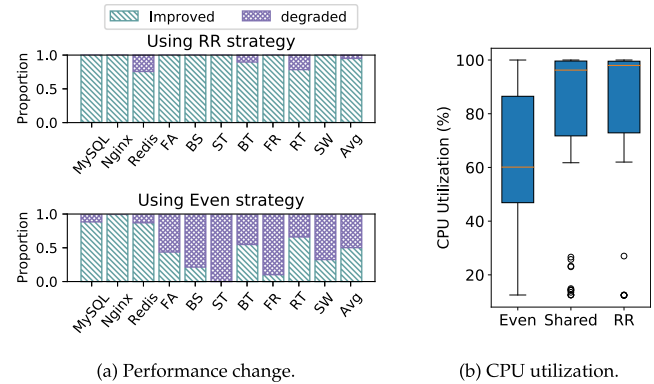 Improved degraded
Using RR strategy
Proportion
1.0
0.5
0.0
MySQL Nginx Redis FA BS ST BT FR RT SW Avg
Using Even strategy
Proportion
1.0
0.5
0.0
MySQL Nginx Redis FA BS ST BT FR RT SW Avg
(a) Performance change.
CPU Utilization (%)
100
80
60
40
20
Even Shared RR
(b) CPU utilization.